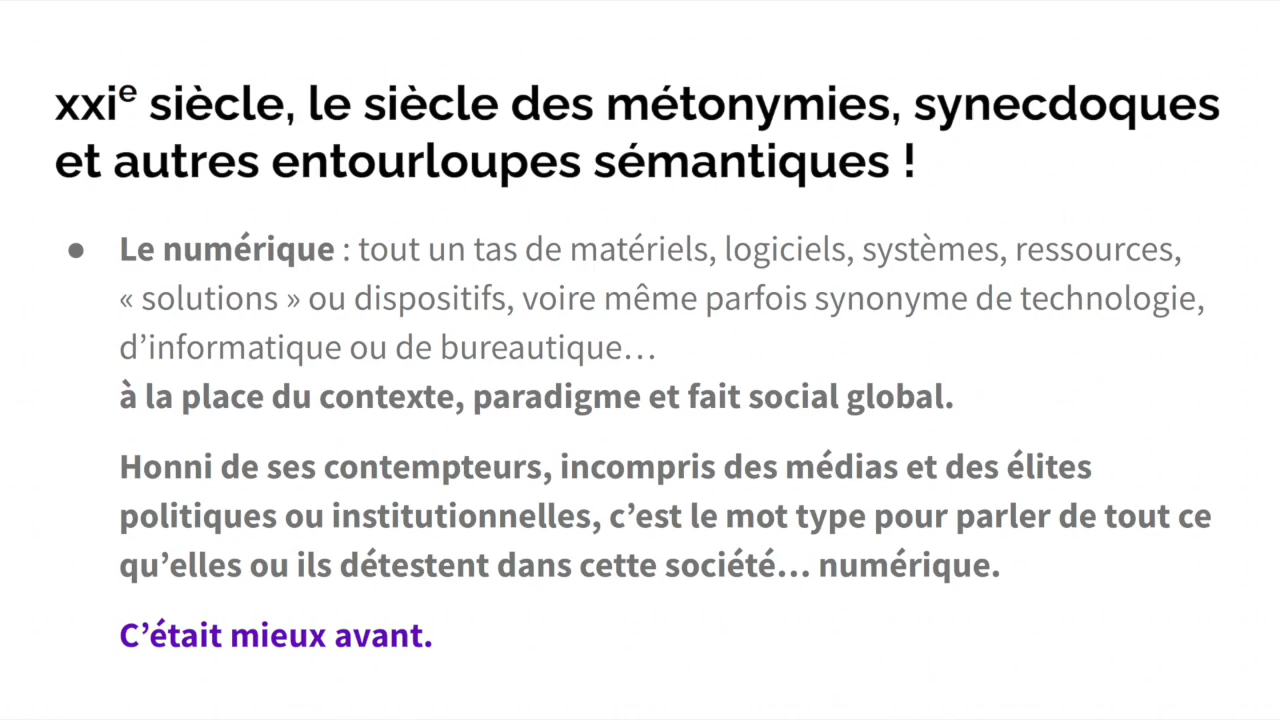 xxiᵉ siècle, le siècle des métonymies, synecdoques
et autres entourloupes sémantiques !
● Le numérique : tout un tas de matériels, logiciels, systèmes, ressources,
« solutions » ou dispositifs, voire même parfois synonyme de technologie,
d’informatique ou de bureautique…
à la place du contexte, paradigme et fait social global.
Honni de ses contempteurs, incompris des médias et des élites
politiques ou institutionnelles, c’est le mot type pour parler de tout ce
qu’elles ou ils détestent dans cette société… numérique.
C’était mieux avant.